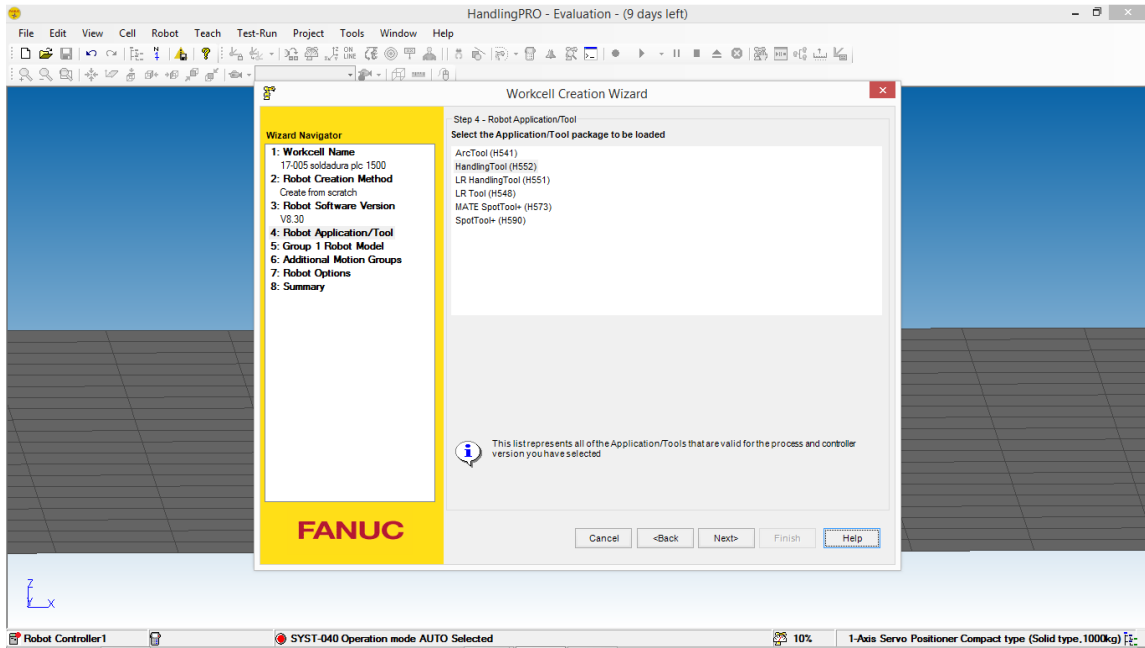 HandlingPRO - Evaluation - (9 days left)
File Edit View Cell Robot Teach Test-Run Project Tools Window Help
Workcell Creation Wizard
Wizard Navigator
1: Workcell Name
17-005 soldadura plc 1500
2: Robot Creation Method
Create from scratch
3: Robot Software Version
V8.30
4: Robot Application/Tool
5: Group 1 Robot Model
6: Additional Motion Groups
7: Robot Options
8: Summary
FANUC
Step 4 - Robot Application/Tool
Select the Application/Tool package to be loaded
ArcTool (H541)
HandlingTool (H552)
LR HandlingTool (H551)
LR Tool (H548)
MATE SpotTool+ (H573)
SpotTool+ (H590)
This list represents all of the Application/Tools that are valid for the process and controller
version you have selected
Cancel <Back Next> Finish Help
Z
Y X
Robot Controller1 SYST-040 Operation mode AUTO Selected 10% 1-Axis Servo Positioner Compact type (Solid type,1000kg)